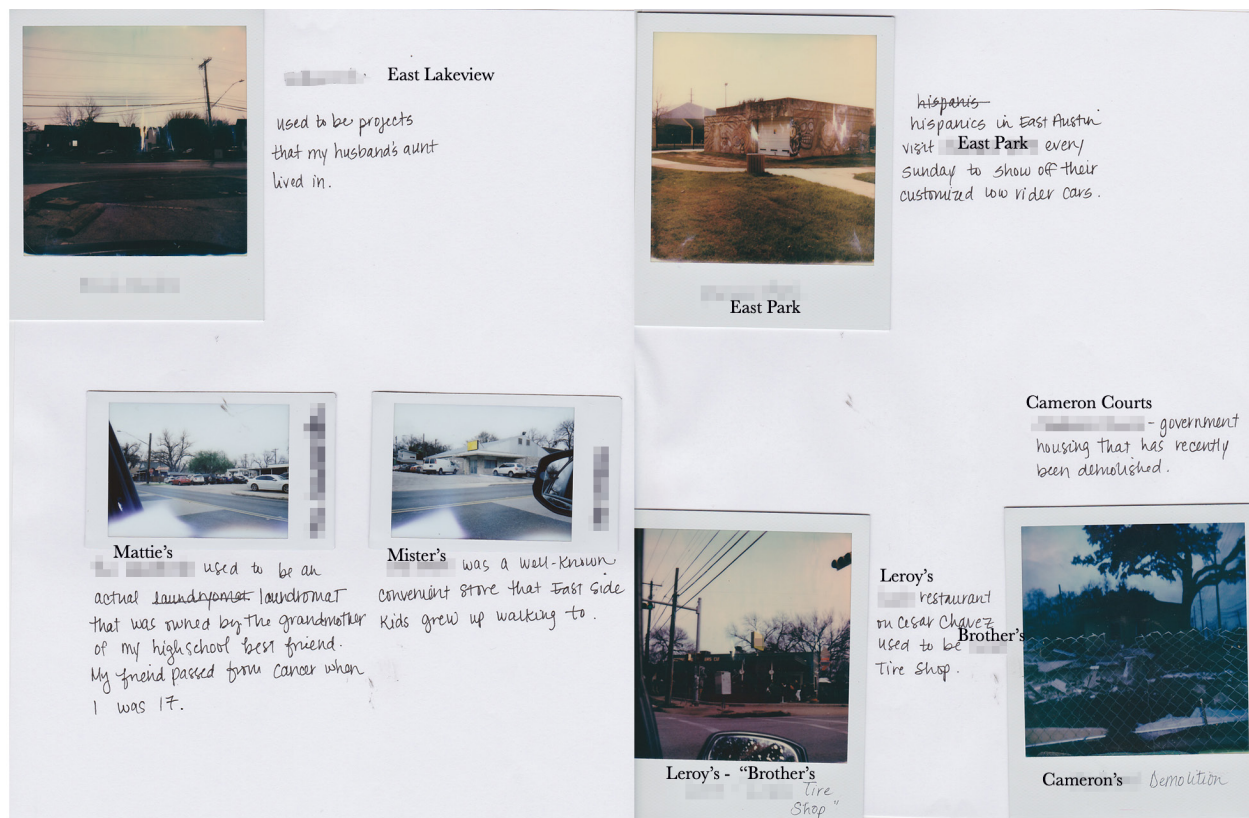 East Lakeview
used to be projects
that my husband's aunt
lived in.
hispanis
hispanics in East Austin
visit East Park every
sunday to show off their
customized low rider cars.
East Park
Cameron Courts
- government
housing that has recently
been demolished.
Mattie's
used to be an
actual laundryomat laundromat
that was owned by the grandmother
of my highschool best friend.
My friend passed from cancer when
I was 17.
Mister's was a well-known
convenient store that East side
kids grew up walking to.
Leroy's
restaurant
on Cesar Chavez
used to be Brother's
Tire Shop.
Leroy's - "Brother's
Tire
Shop"
Cameron's Demolition